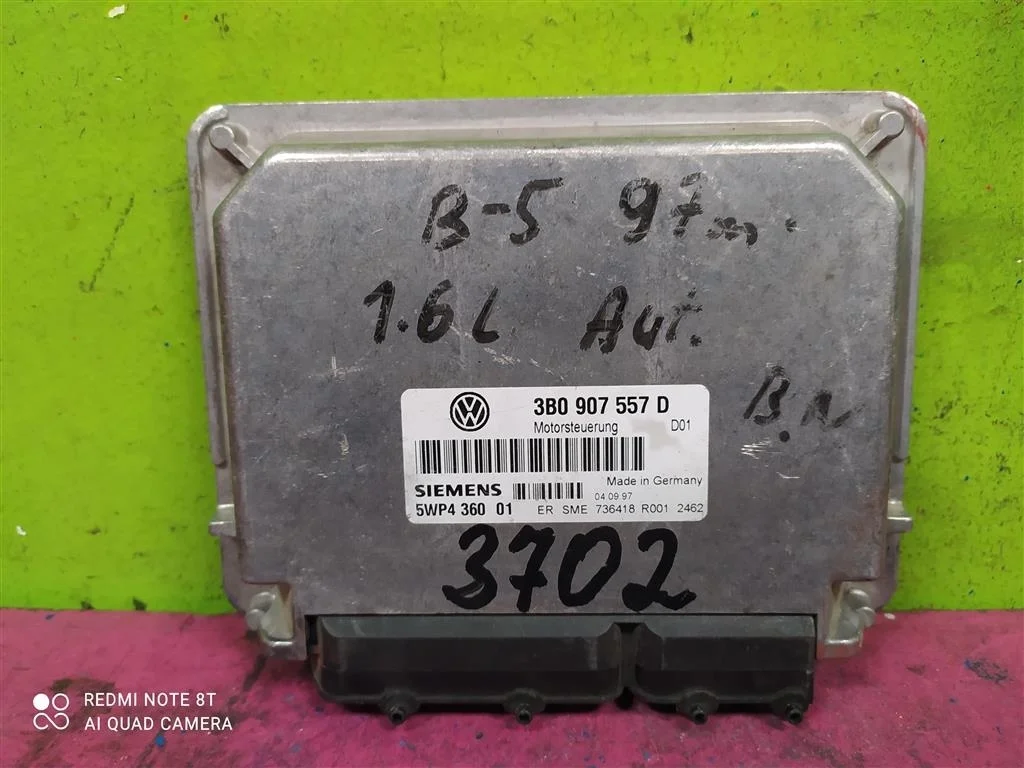 B-5 97m.
1.6L Aut.
B.N
3B0 907 557 D
Motorsteuerung D01
Made in Germany
SIEMENS 04.09.97
5WP4 360 01 ER SME 736418 R001 2462
3702
REDMI NOTE 8T
AI QUAD CAMERA